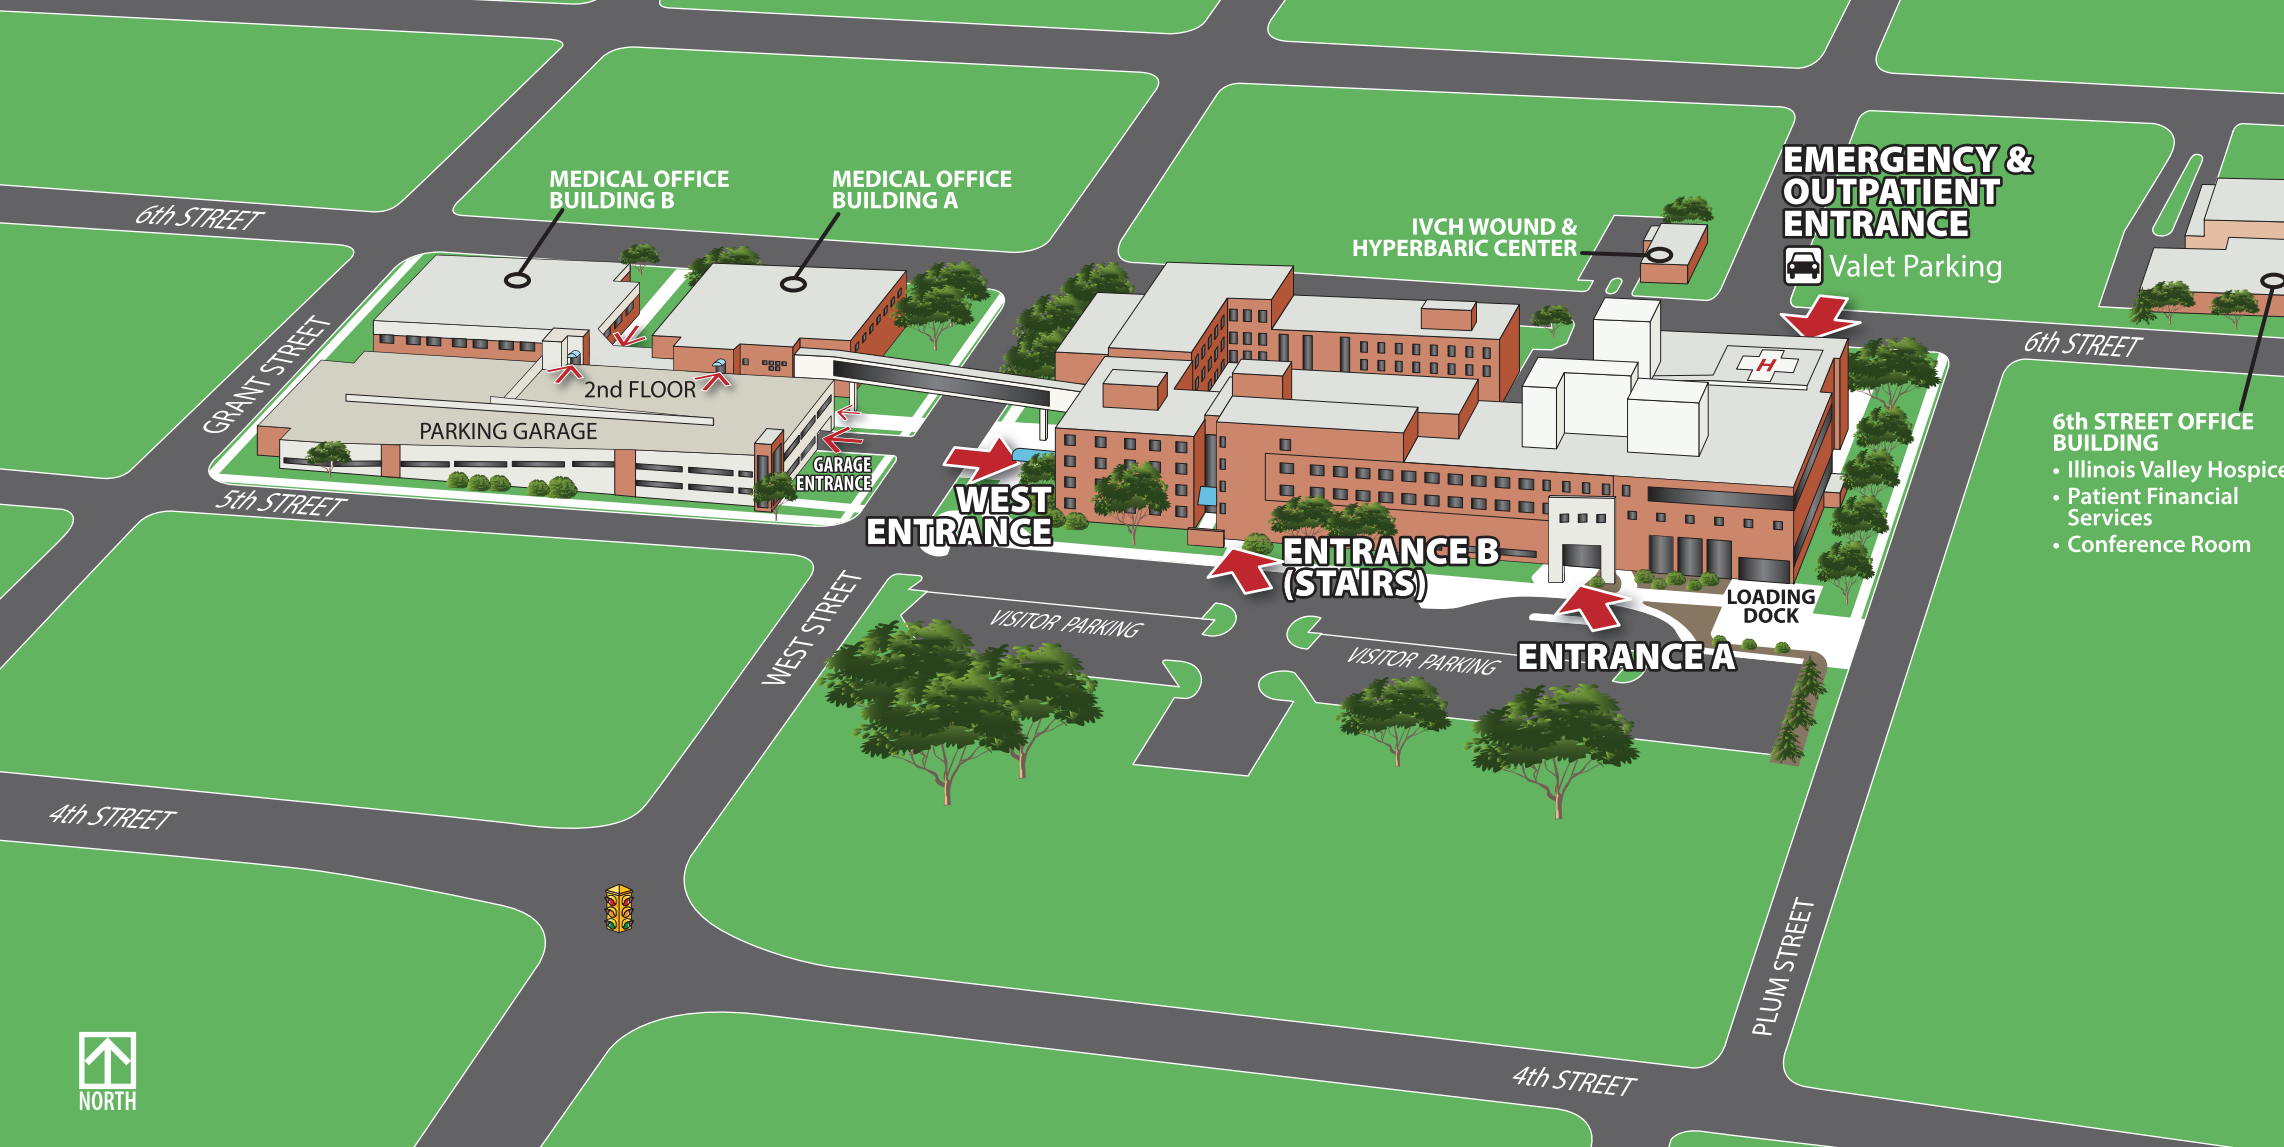 MEDICAL OFFICE
BUILDING B
MEDICAL OFFICE
BUILDING A
EMERGENCY &
OUTPATIENT
ENTRANCE
Valet Parking
IVCH WOUND &
HYPERBARIC CENTER
6th STREET
6th STREET
H
GRANT STREET
2nd FLOOR
PARKING GARAGE
GARAGE
ENTRANCE
5th STREET
WEST
ENTRANCE
6th STREET OFFICE
BUILDING
• Illinois Valley Hospice
• Patient Financial
Services
• Conference Room
ENTRANCE B
(STAIRS)
LOADING
DOCK
VISITOR PARKING
VISITOR PARKING
ENTRANCE A
WEST STREET
4th STREET
PLUM STREET
4th STREET
NORTH